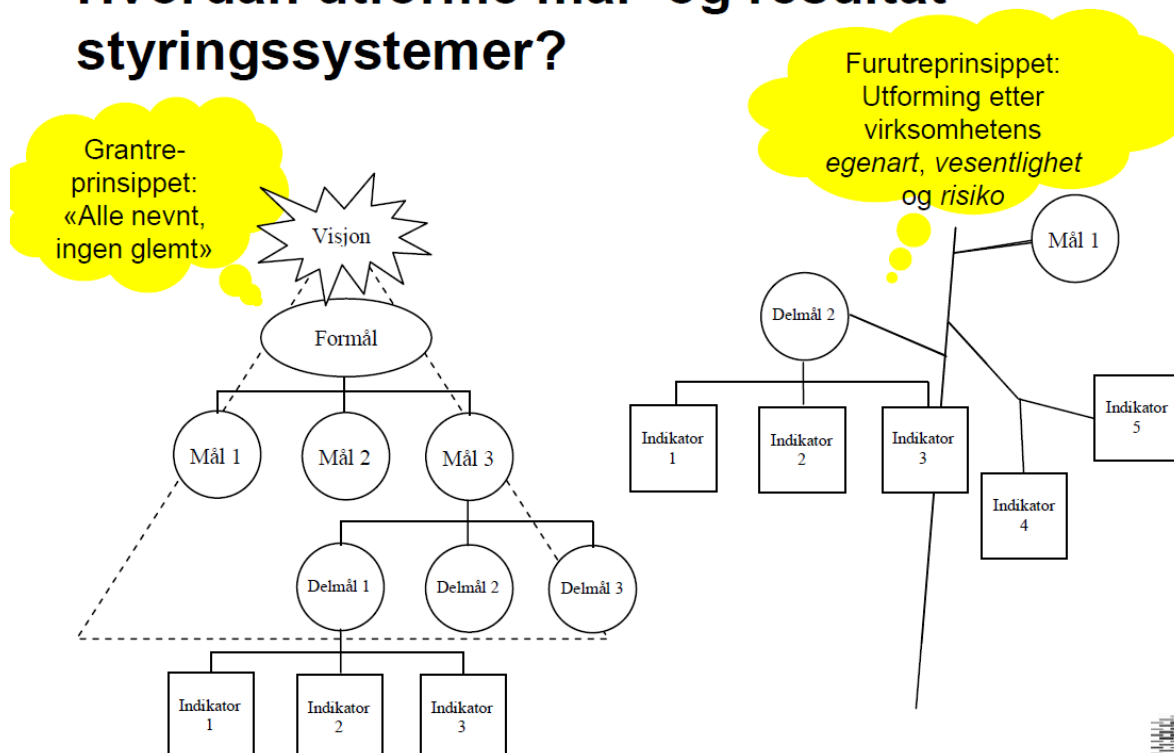 styringssystemer?
Grantre-
prinsippet:
«Alle nevnt,
ingen glemt»
Visjon
Formål
Mål 1
Mål 2
Mål 3
Delmål 1
Delmål 2
Delmål 3
Indikator
1
Indikator
2
Indikator
3
Furutreprinsippet:
Utforming etter
virksomhetens
egenart, vesentlighet
og risiko
Mål 1
Delmål 2
Indikator
1
Indikator
2
Indikator
3
Indikator
4
Indikator
5